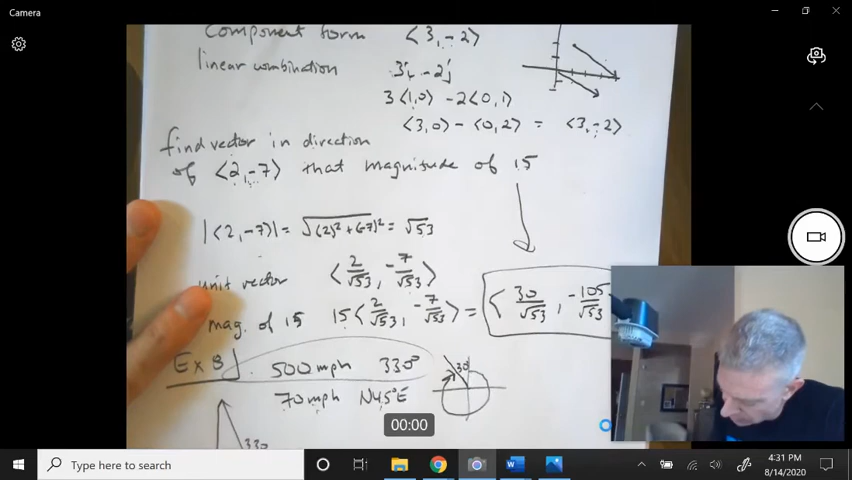 Camera
Component form ⟨3, -2⟩
linear combination 3i, -2j
3⟨1,0⟩ -2⟨0,1⟩
⟨3,0⟩ - ⟨0,2⟩ = ⟨3,-2⟩
find vector in direction
of ⟨2,-7⟩ that magnitude of 15
|⟨2,-7⟩| = √(2)²+(-7)² = √53
unit vector ⟨2/√53, -7/√53⟩
mag. of 15 15⟨2/√53, -7/√53⟩ = ⟨30/√53, -105/√53
Ex 8 500mph 330° 30
70mph N45°E
330
00:00
Type here to search
4:31 PM
8/14/2020